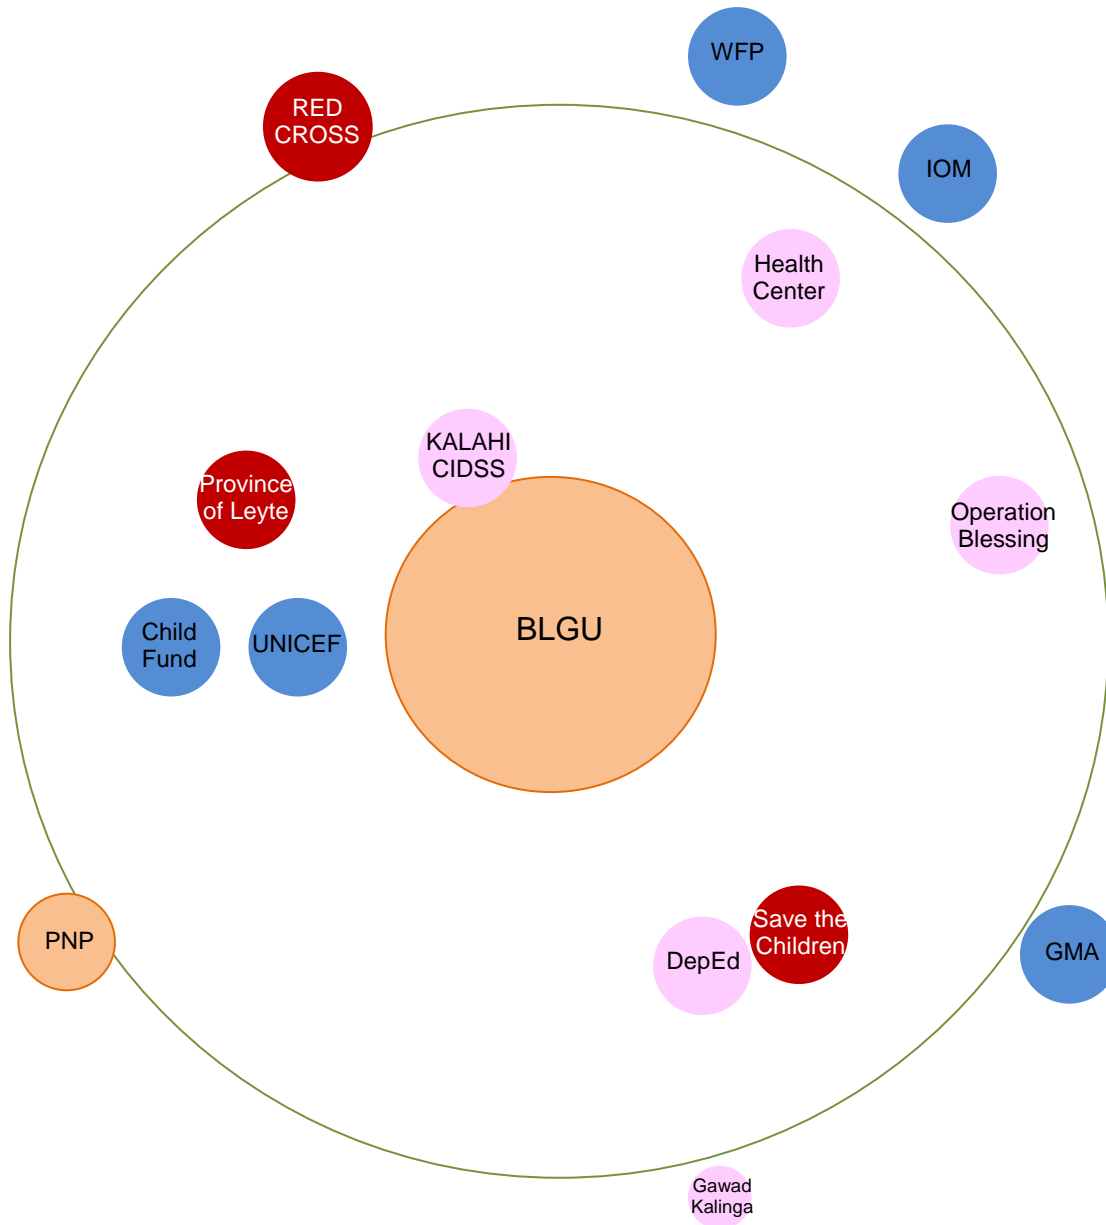 WFP
RED
CROSS
IOM
Health
Center
KALAHI
CIDSS
Province
of Leyte
Operation
Blessing
Child
Fund
UNICEF
BLGU
Save the
Children
PNP
DepEd
GMA
Gawad
Kalinga